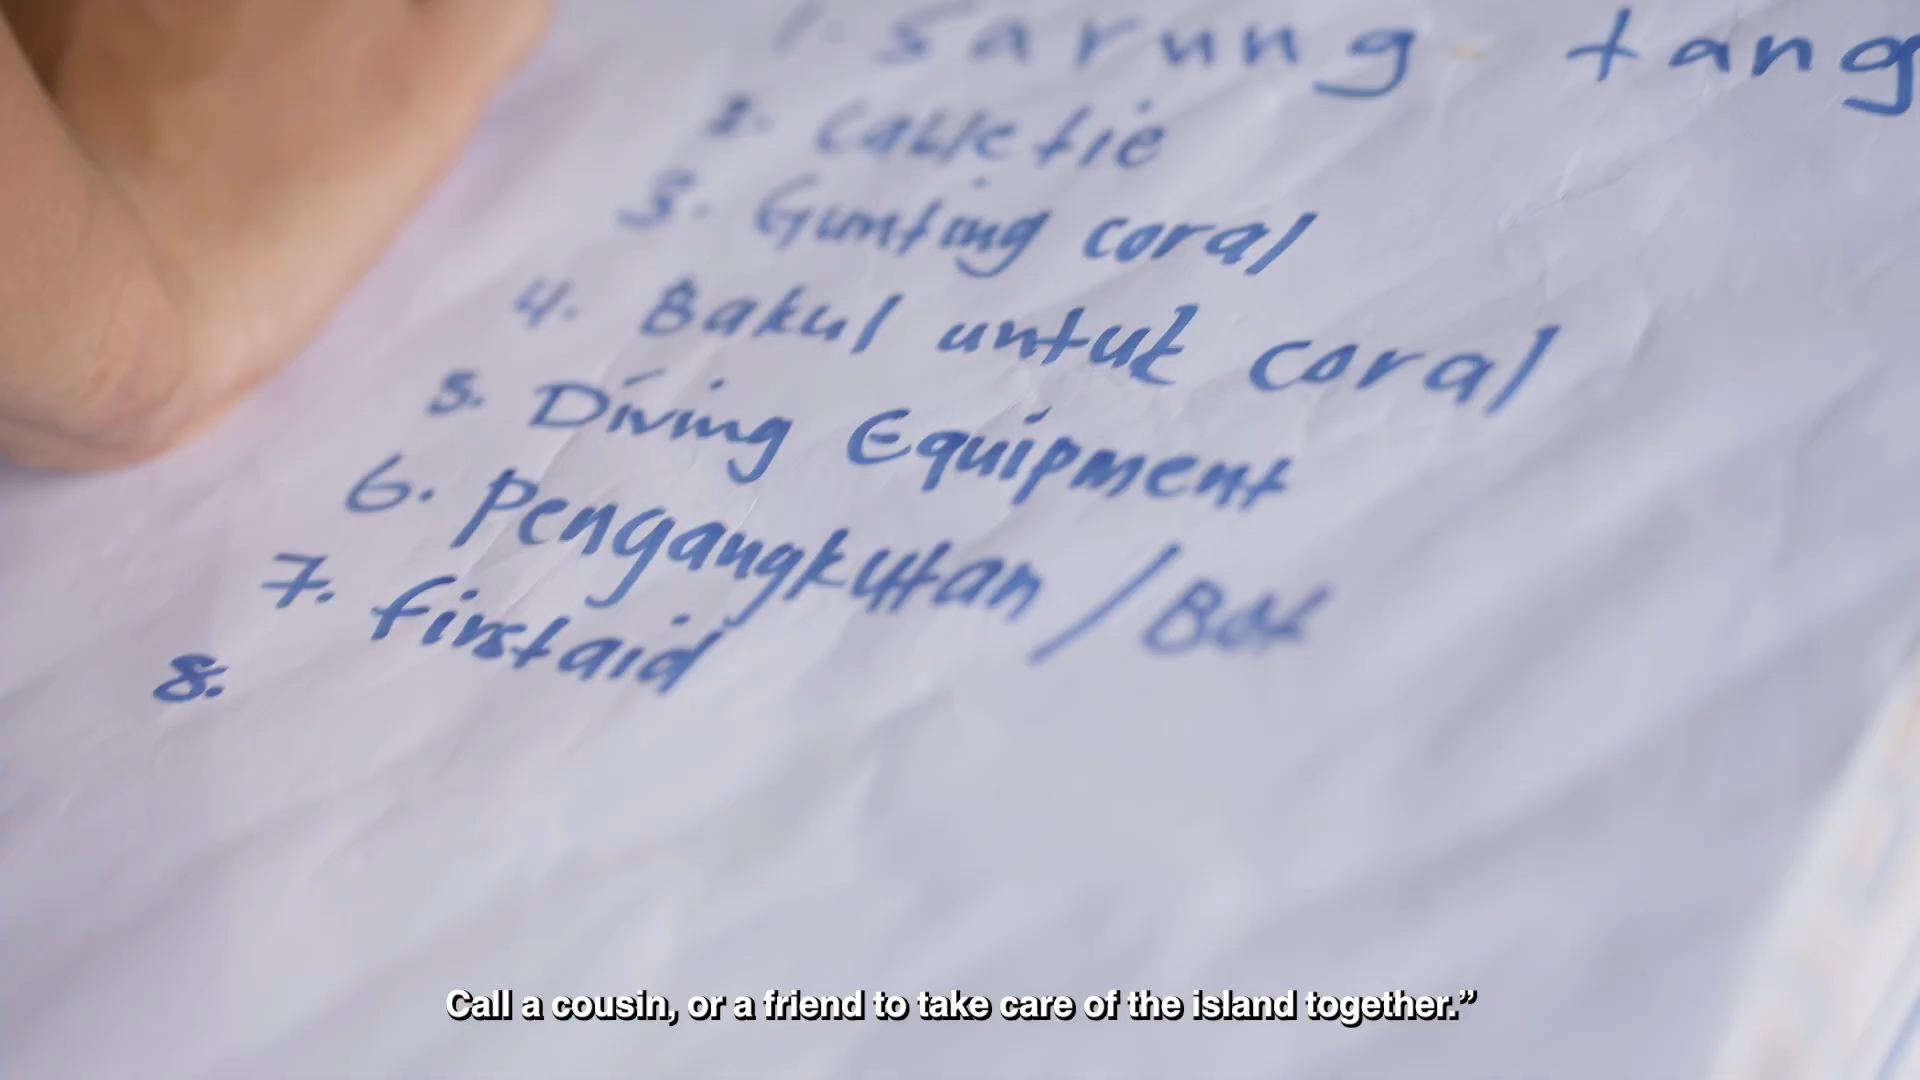 1. Sarung tang
2. Cable tie
3. Gunting coral
4. Bakul untuk coral
5. Diving Equipment
6. Pengangkutan / Bot
7. firstaid
8.
Call a cousin, or a friend to take care of the island together.”